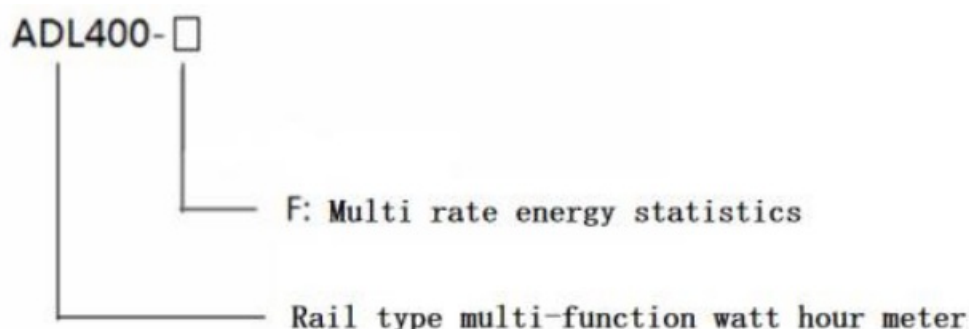 ADL400-□
F: Multi rate energy statistics
Rail type multi-function watt hour meter